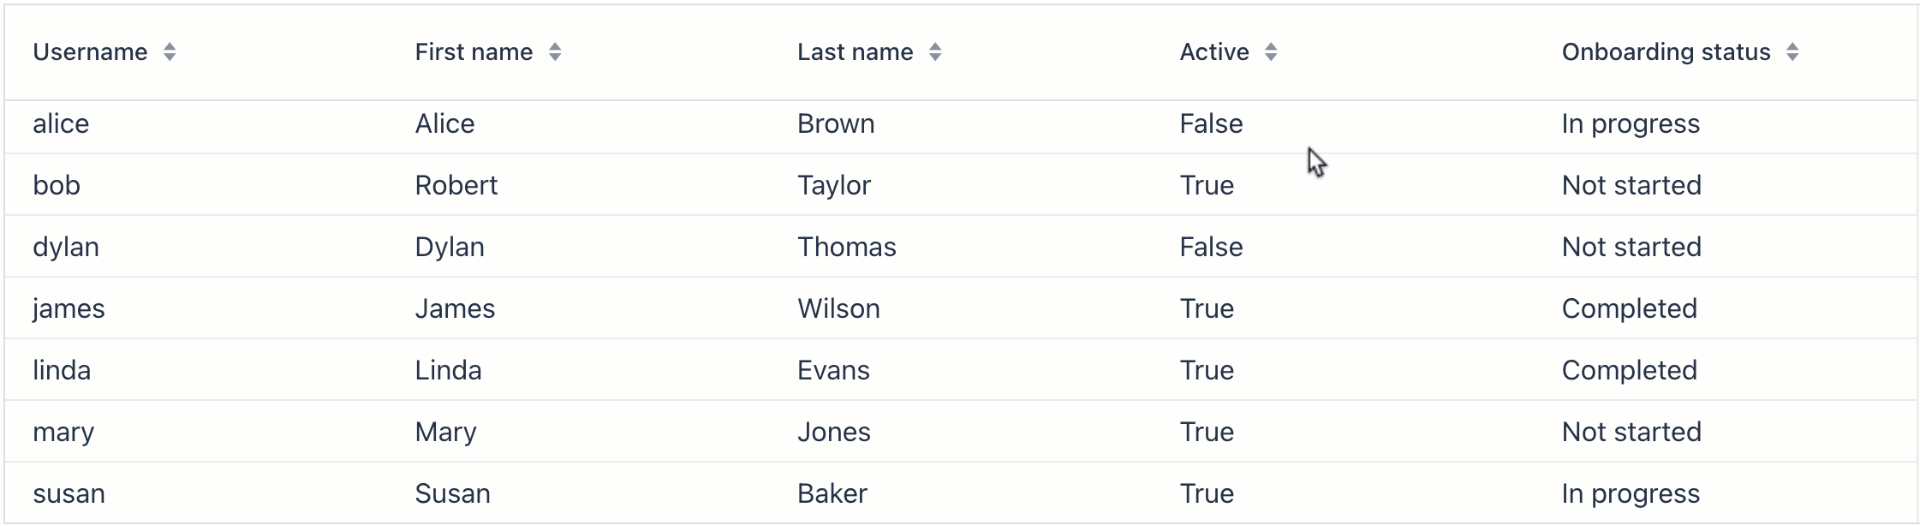 Username First name Last name Active Onboarding status
alice Alice Brown False In progress
bob Robert Taylor True Not started
dylan Dylan Thomas False Not started
james James Wilson True Completed
linda Linda Evans True Completed
mary Mary Jones True Not started
susan Susan Baker True In progress